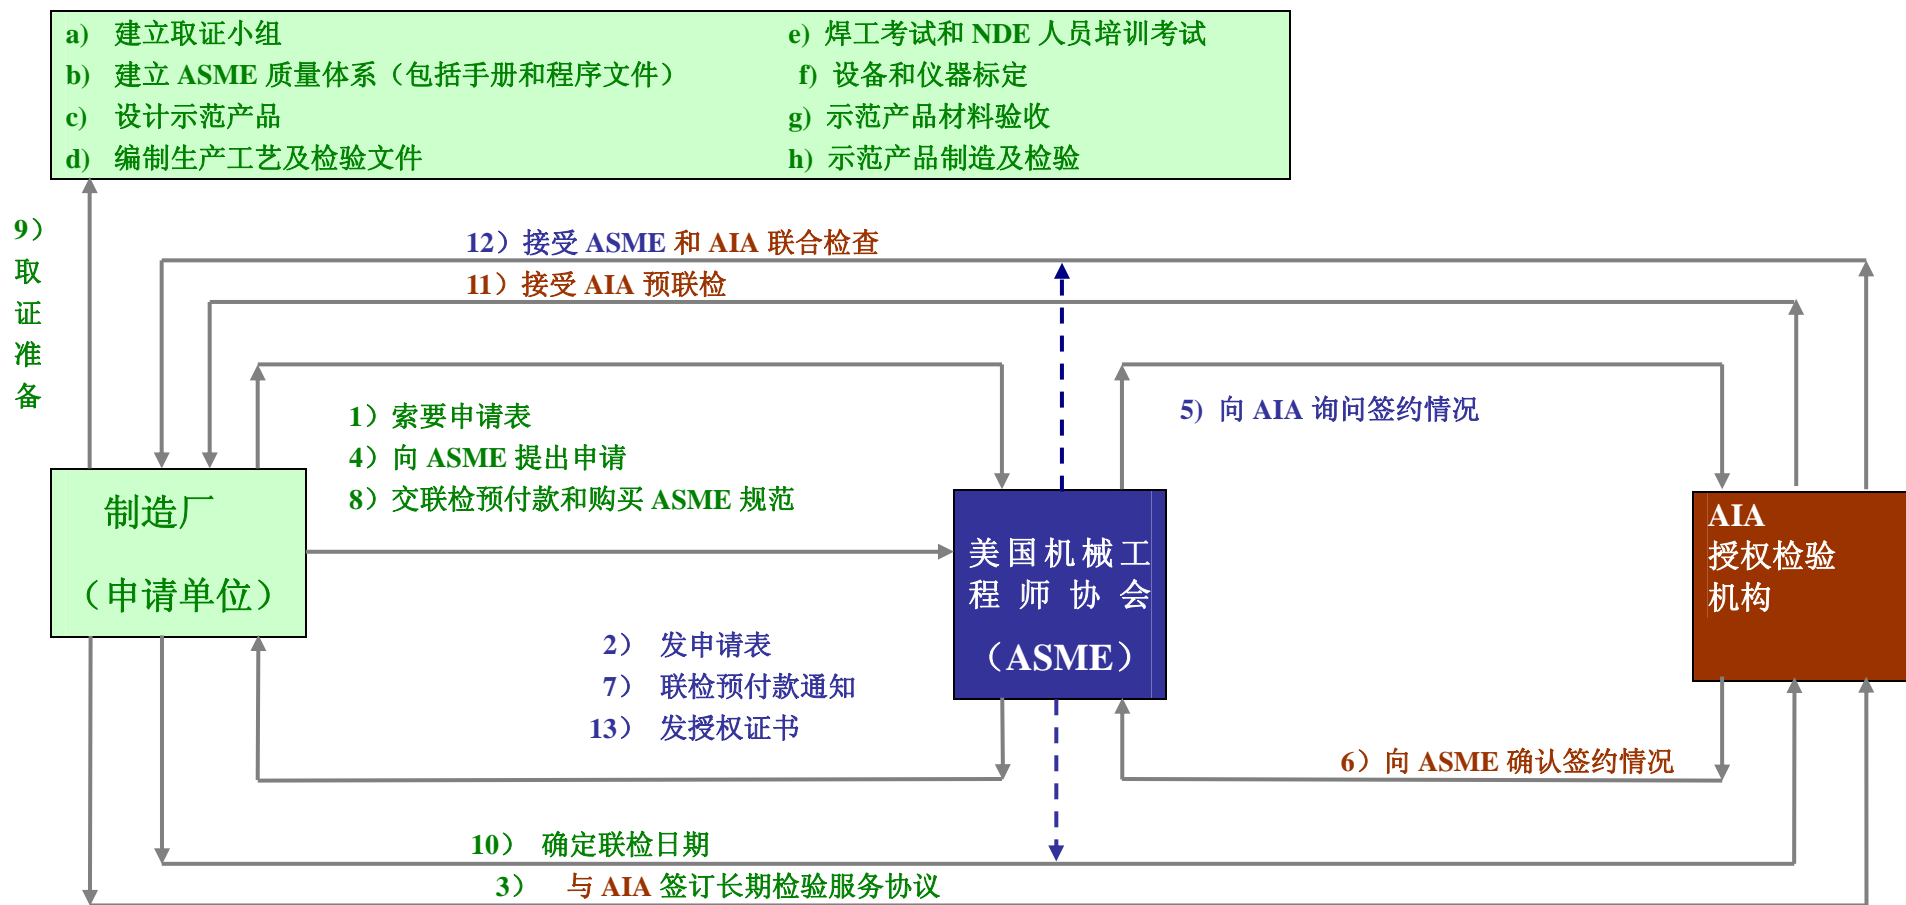 a) 建立取证小组
b) 建立 ASME 质量体系（包括手册和程序文件）
c) 设计示范产品
d) 编制生产工艺及检验文件
e) 焊工考试和 NDE 人员培训考试
f) 设备和仪器标定
g) 示范产品材料验收
h) 示范产品制造及检验
9）
取
证
准
备
12）接受 ASME 和 AIA 联合检查
11）接受 AIA 预联检
1）索要申请表
4）向 ASME 提出申请
8）交联检预付款和购买 ASME 规范
5) 向 AIA 询问签约情况
制造厂
（申请单位）
美国机械工
程师协会
（ASME）
AIA
授权检验
机构
2） 发申请表
7） 联检预付款通知
13） 发授权证书
6）向 ASME 确认签约情况
10） 确定联检日期
3） 与 AIA 签订长期检验服务协议